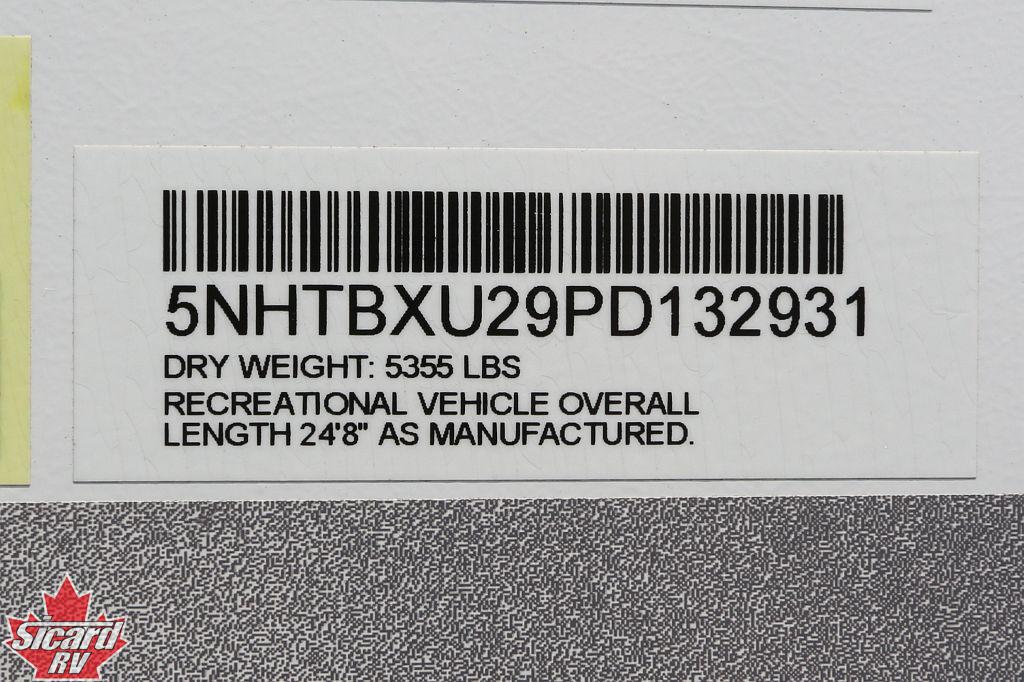 5NHTBXU29PD132931
DRY WEIGHT: 5355 LBS
RECREATIONAL VEHICLE OVERALL
LENGTH 24'8" AS MANUFACTURED.
Sicard
RV